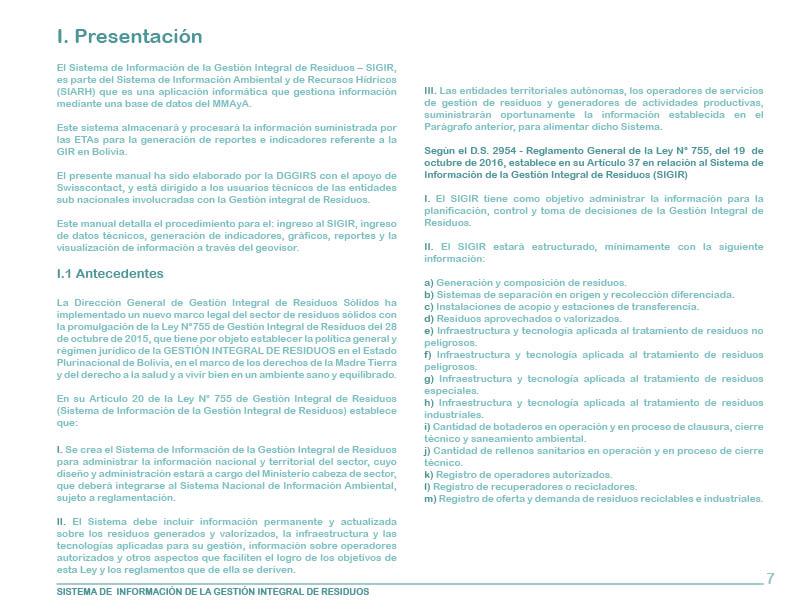 I. Presentación
El Sistema de Información de la Gestión Integral de Residuos – SIGIR,
es parte del Sistema de Información Ambiental y de Recursos Hídricos
(SIARH) que es una aplicación informática que gestiona información
mediante una base de datos del MMAyA.
Este sistema almacenará y procesará la información suministrada por
las ETAs para la generación de reportes e indicadores referente a la
GIR en Bolivia.
El presente manual ha sido elaborado por la DGGIRS con el apoyo de
Swisscontact, y está dirigido a los usuarios técnicos de las entidades
sub nacionales involucradas con la Gestión integral de Residuos.
Este manual detalla el procedimiento para el: ingreso al SIGIR, ingreso
de datos técnicos, generación de indicadores, gráficos, reportes y la
visualización de información a través del geovisor.
I.1 Antecedentes
La Dirección General de Gestión Integral de Residuos Sólidos ha
implementado un nuevo marco legal del sector de residuos sólidos con
la promulgación de la Ley N°755 de Gestión Integral de Residuos del 28
de octubre de 2015, que tiene por objeto establecer la política general y
régimen jurídico de la GESTIÓN INTEGRAL DE RESIDUOS en el Estado
Plurinacional de Bolivia, en el marco de los derechos de la Madre Tierra
y del derecho a la salud y a vivir bien en un ambiente sano y equilibrado.
En su Artículo 20 de la Ley N° 755 de Gestión Integral de Residuos
(Sistema de Información de la Gestión Integral de Residuos) establece
que:
I. Se crea el Sistema de Información de la Gestión Integral de Residuos
para administrar la información nacional y territorial del sector, cuyo
diseño y administración estará a cargo del Ministerio cabeza de sector,
que deberá integrarse al Sistema Nacional de Información Ambiental,
sujeto a reglamentación.
II. El Sistema debe incluir información permanente y actualizada
sobre los residuos generados y valorizados, la infraestructura y las
tecnologías aplicadas para su gestión, información sobre operadores
autorizados y otros aspectos que faciliten el logro de los objetivos de
esta Ley y los reglamentos que de ella se deriven.
III. Las entidades territoriales autónomas, los operadores de servicios
de gestión de residuos y generadores de actividades productivas,
suministrarán oportunamente la información establecida en el
Parágrafo anterior, para alimentar dicho Sistema.
Según el D.S. 2954 - Reglamento General de la Ley N° 755, del 19 de
octubre de 2016, establece en su Artículo 37 en relación al Sistema de
Información de la Gestión Integral de Residuos (SIGIR)
I. El SIGIR tiene como objetivo administrar la información para la
planificación, control y toma de decisiones de la Gestión Integral de
Residuos.
II. El SIGIR estará estructurado, mínimamente con la siguiente
información:
a) Generación y composición de residuos.
b) Sistemas de separación en origen y recolección diferenciada.
c) Instalaciones de acopio y estaciones de transferencia.
d) Residuos aprovechados o valorizados.
e) Infraestructura y tecnología aplicada al tratamiento de residuos no
peligrosos.
f) Infraestructura y tecnología aplicada al tratamiento de residuos
peligrosos.
g) Infraestructura y tecnología aplicada al tratamiento de residuos
especiales.
h) Infraestructura y tecnología aplicada al tratamiento de residuos
industriales.
i) Cantidad de botaderos en operación y en proceso de clausura, cierre
técnico y saneamiento ambiental.
j) Cantidad de rellenos sanitarios en operación y en proceso de cierre
técnico.
k) Registro de operadores autorizados.
l) Registro de recuperadores o recicladores.
m) Registro de oferta y demanda de residuos reciclables e industriales.
7
SISTEMA DE INFORMACIÓN DE LA GESTIÓN INTEGRAL DE RESIDUOS